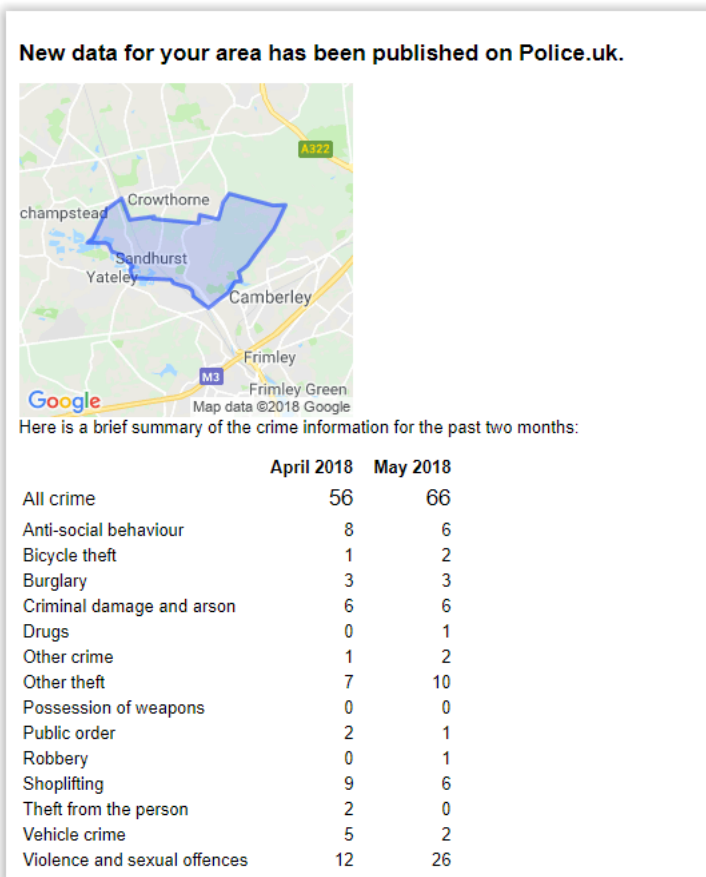 New data for your area has been published on Police.uk.
A322
Crowthorne
champstead
Sandhurst
Yateley
Camberley
Frimley
M3
Frimley Green
Google
Map data ©2018 Google
Here is a brief summary of the crime information for the past two months:
April 2018 May 2018
All crime 56 66
Anti-social behaviour 8 6
Bicycle theft 1 2
Burglary 3 3
Criminal damage and arson 6 6
Drugs 0 1
Other crime 1 2
Other theft 7 10
Possession of weapons 0 0
Public order 2 1
Robbery 0 1
Shoplifting 9 6
Theft from the person 2 0
Vehicle crime 5 2
Violence and sexual offences 12 26